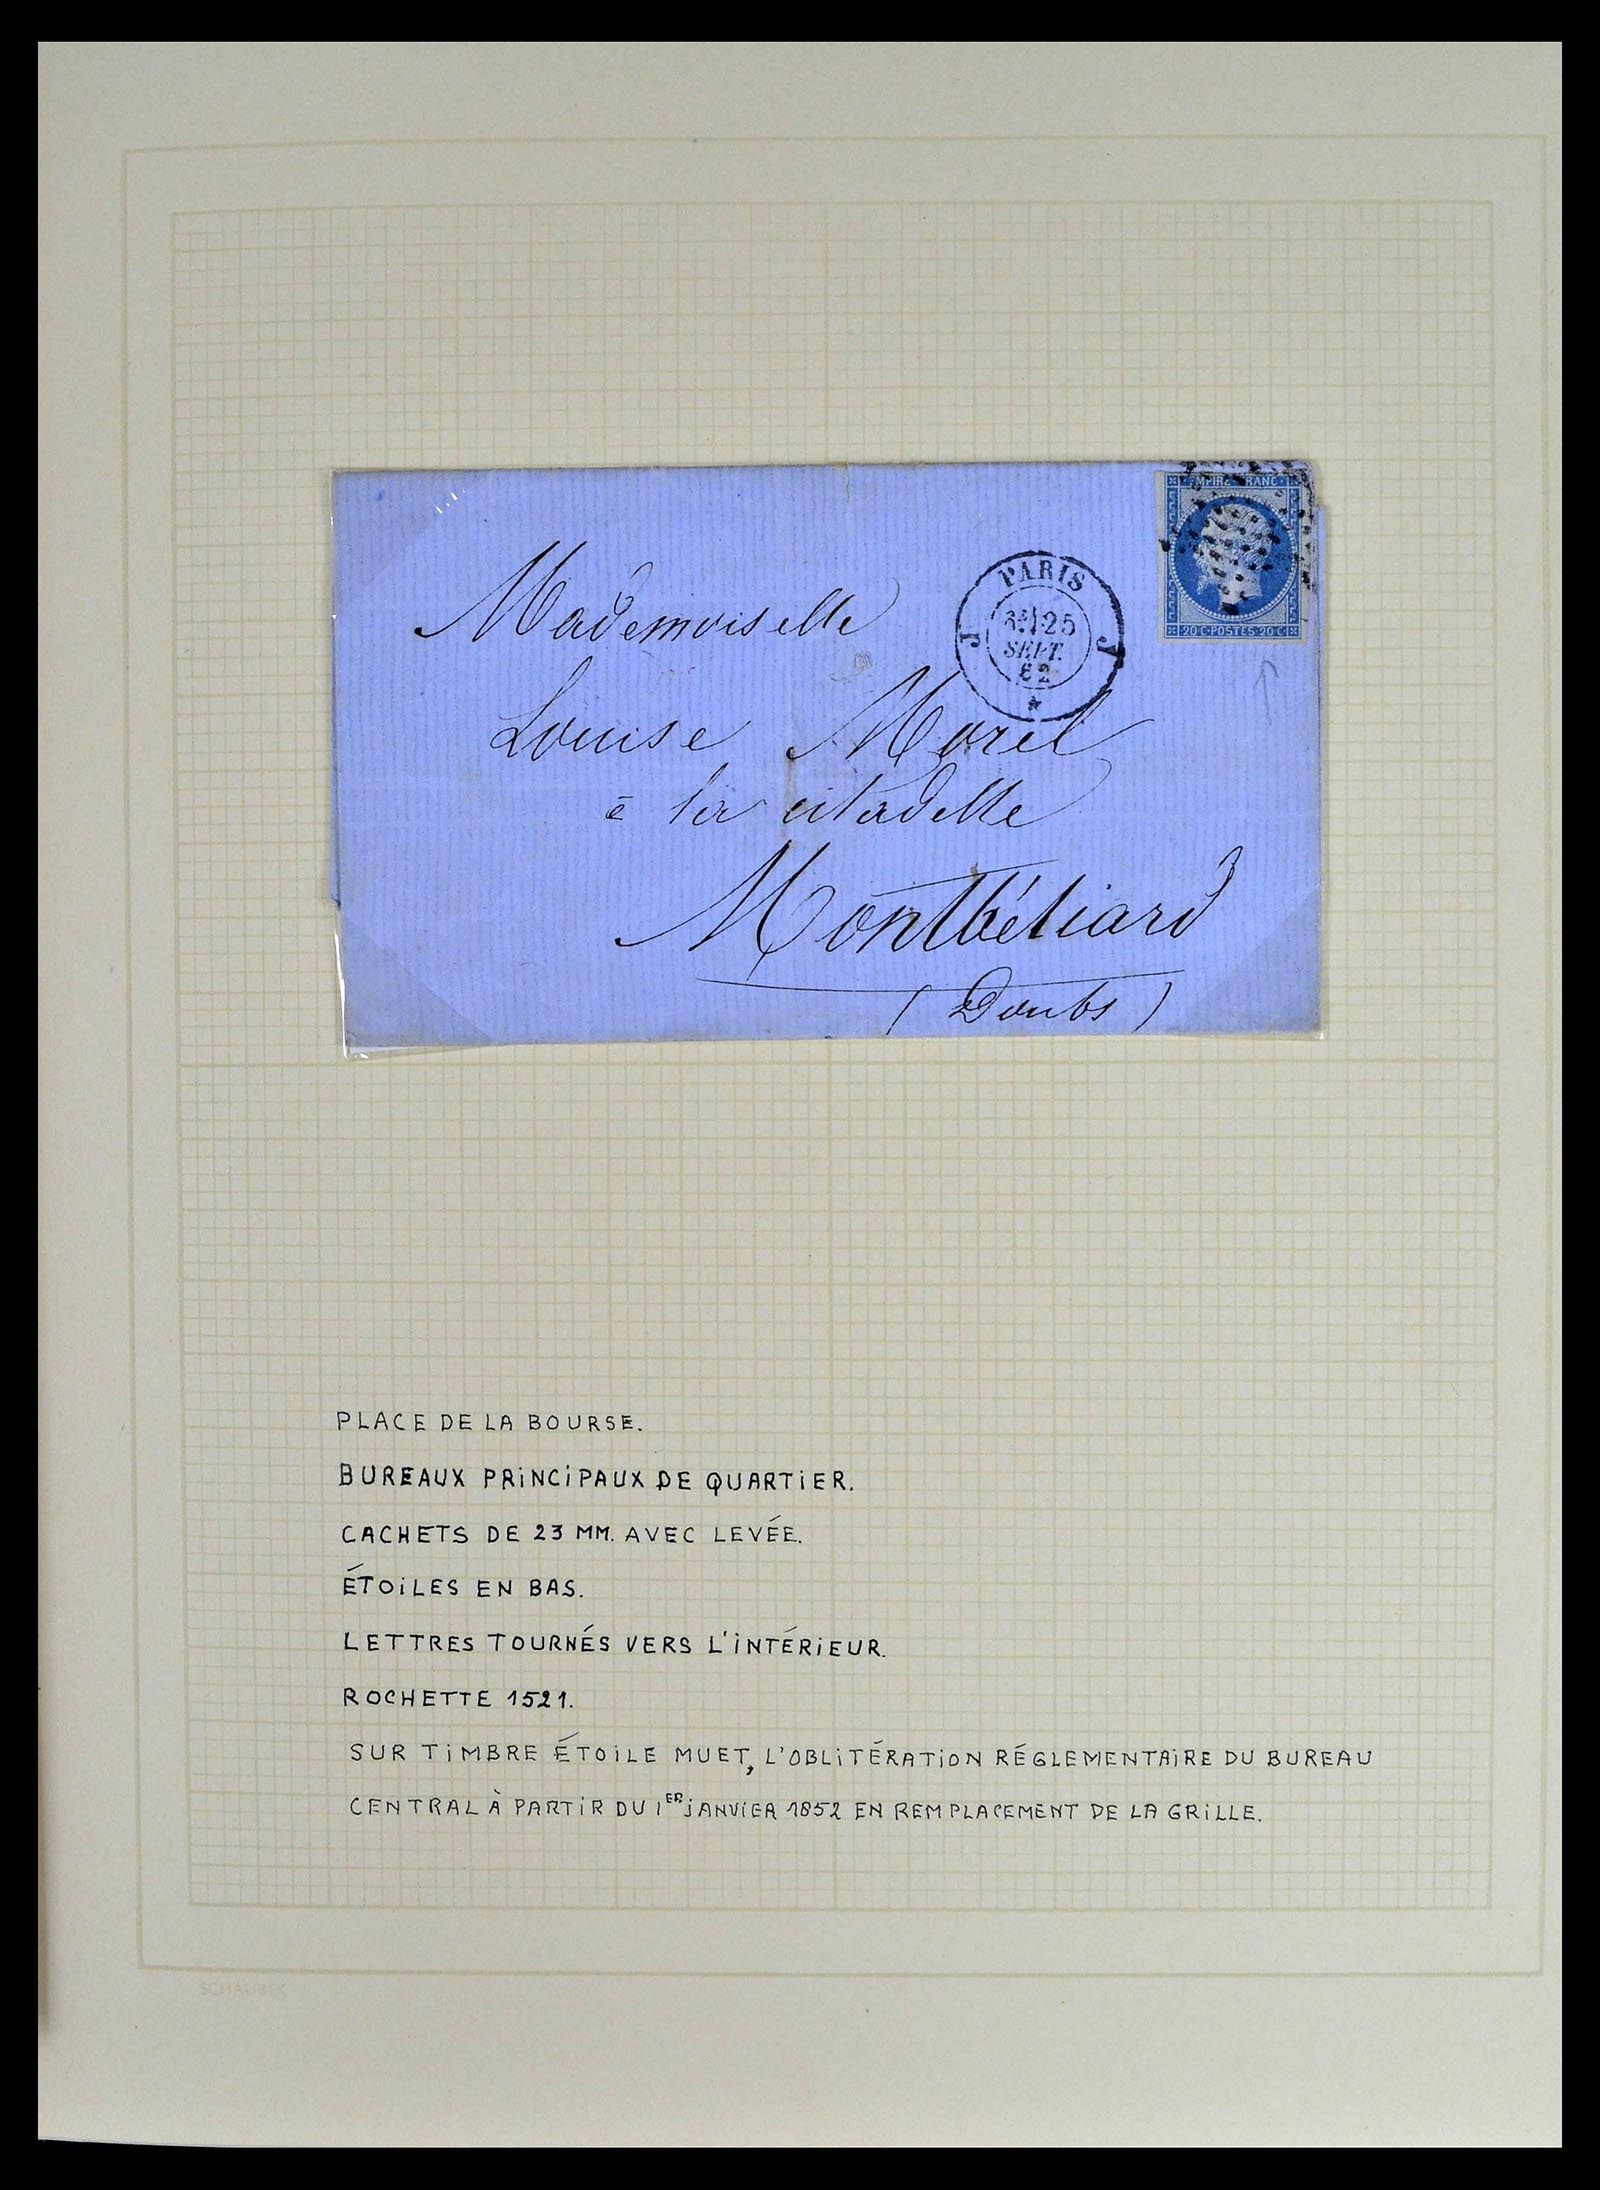 EMPIRE FRANC
20 C·POSTES·20 C
PARIS
J J
25
SEPT.
62
Mademoiselle
Louise Morel
à la citadelle
Montbéliard
(Doubs)
PLACE DE LA BOURSE.
BUREAUX PRINCIPAUX DE QUARTIER.
CACHETS DE 23 MM. AVEC LEVÉE.
ÉTOILES EN BAS.
LETTRES TOURNÉS VERS L'INTÉRIEUR.
ROCHETTE 1521.
SUR TIMBRE ÉTOILE MUET, L'OBLITÉRATION RÉGLEMENTAIRE DU BUREAU
CENTRAL À PARTIR DU 1ER JANVIER 1852 EN REMPLACEMENT DE LA GRILLE.
SCHAUBEK